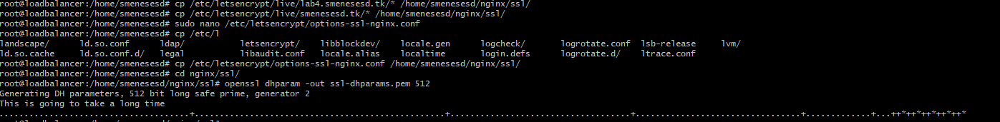 root@loadbalancer:/home/smenesesd# cp /etc/letsencrypt/live/lab4.smenesesd.tk/* /home/smenesesd/nginx/ssl/
root@loadbalancer:/home/smenesesd# cp /etc/letsencrypt/live/smenesesd.tk/* /home/smenesesd/nginx/ssl/
root@loadbalancer:/home/smenesesd# sudo nano /etc/letsencrypt/options-ssl-nginx.conf
root@loadbalancer:/home/smenesesd# cp /etc/l
landscape/ ld.so.conf ldap/ letsencrypt/ libblockdev/ locale.gen logcheck/ logrotate.conf lsb-release lvm/
ld.so.cache ld.so.conf.d/ legal libaudit.conf locale.alias localtime login.defs logrotate.d/ ltrace.conf
root@loadbalancer:/home/smenesesd# cp /etc/letsencrypt/options-ssl-nginx.conf /home/smenesesd/nginx/ssl/
root@loadbalancer:/home/smenesesd# cd nginx/ssl/
root@loadbalancer:/home/smenesesd/nginx/ssl# openssl dhparam -out ssl-dhparams.pem 512
Generating DH parameters, 512 bit long safe prime, generator 2
This is going to take a long time
.....................................+.................................................+...................................+................................+.............+...++*++*++*++*++*